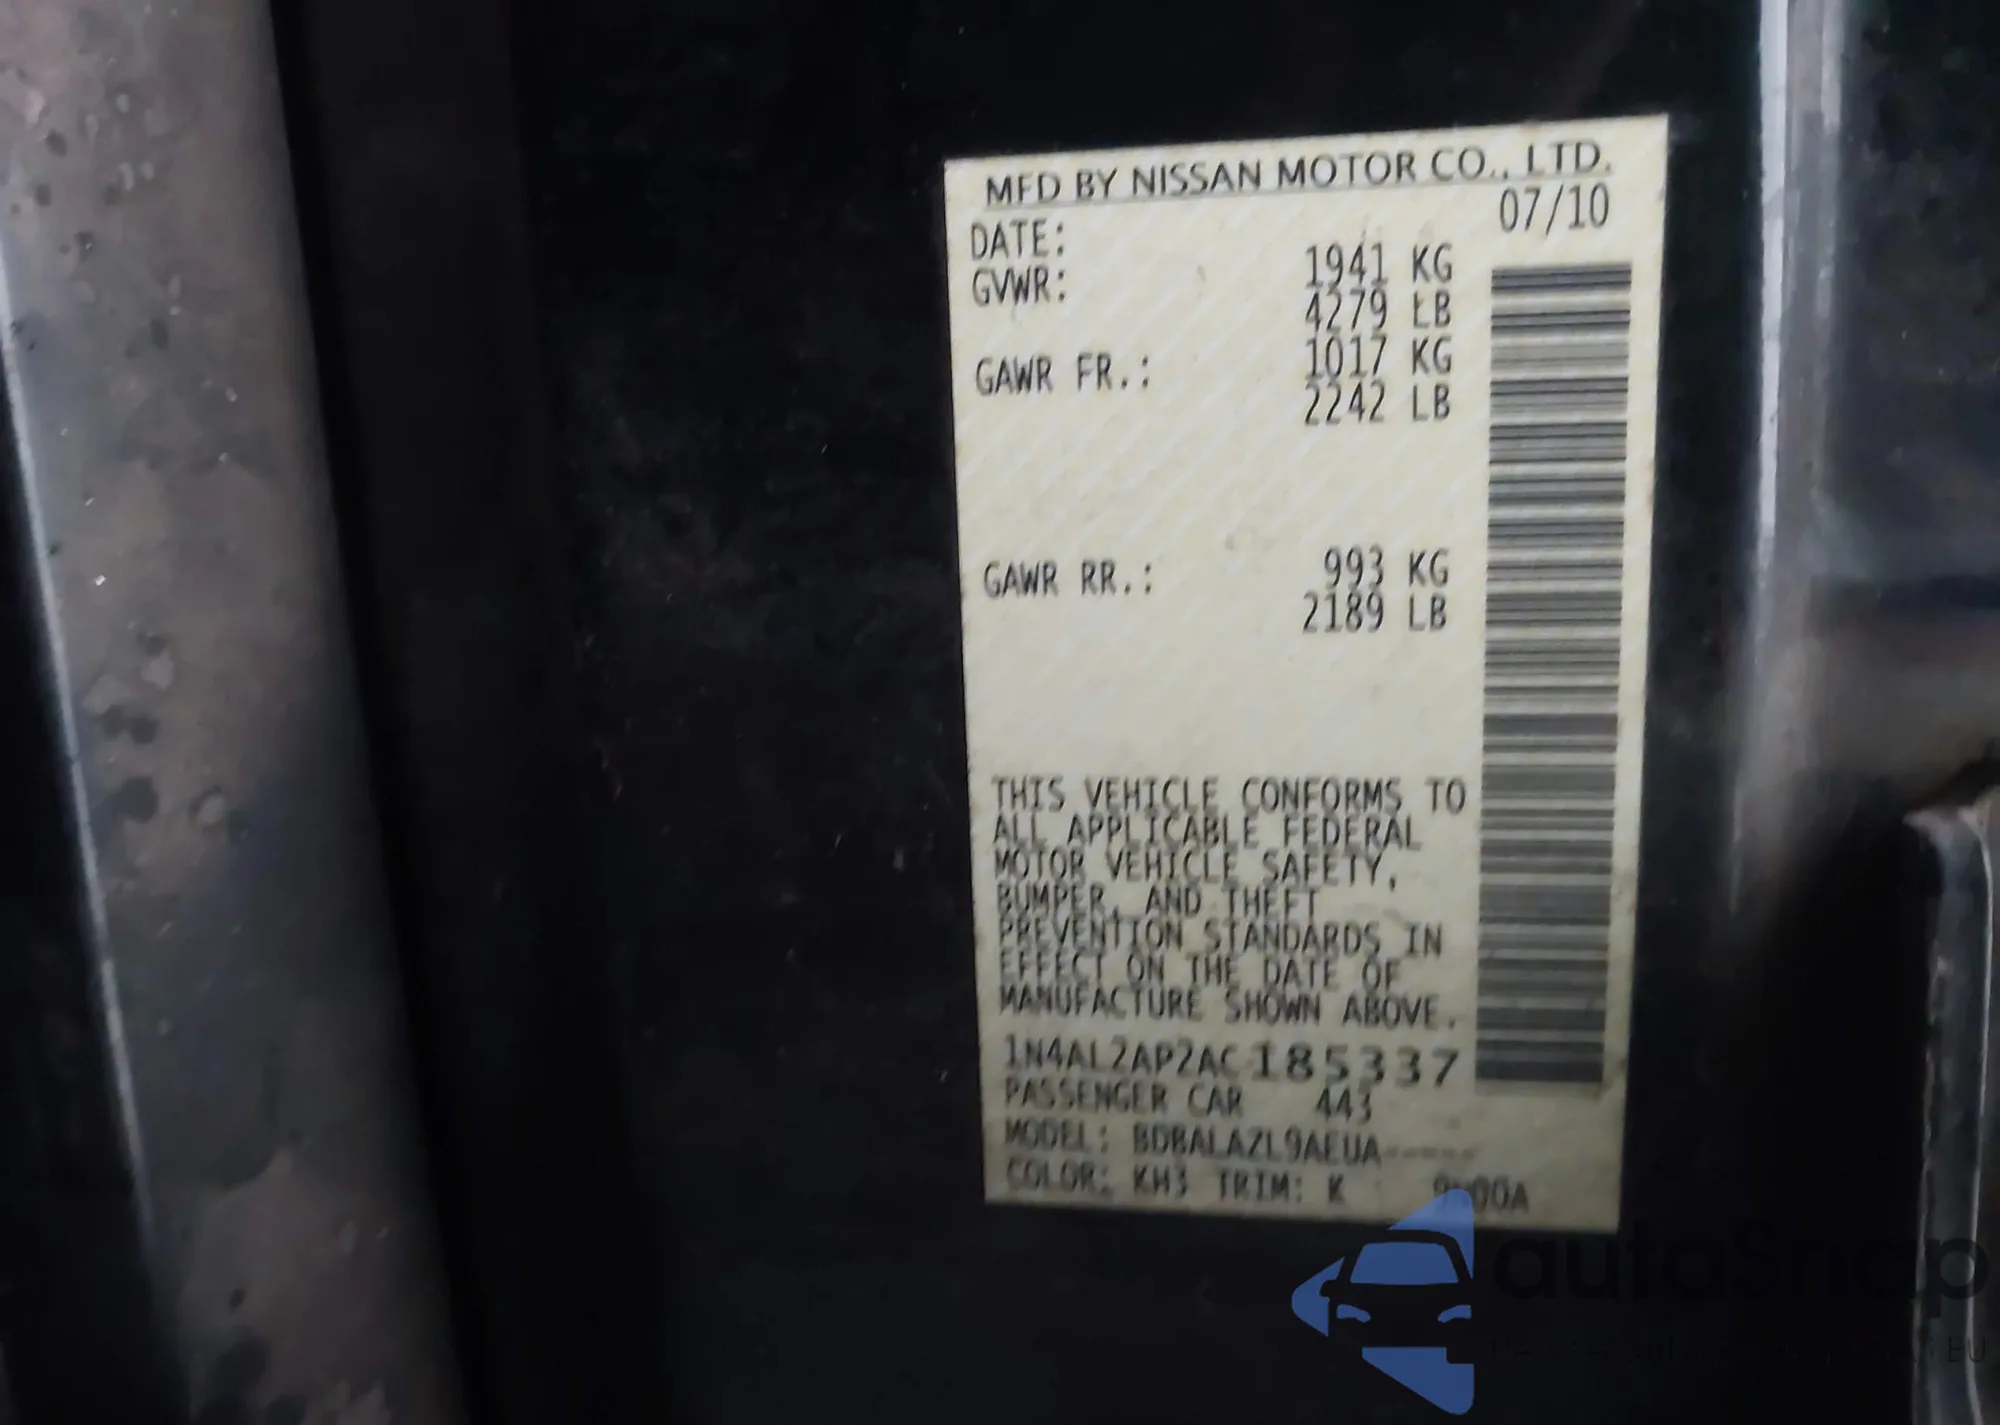 MFD BY NISSAN MOTOR CO., LTD.
DATE: 07/10
GVWR: 1941 KG
4279 LB
GAWR FR.: 1017 KG
2242 LB
GAWR RR.: 993 KG
2189 LB
THIS VEHICLE CONFORMS TO
ALL APPLICABLE FEDERAL
MOTOR VEHICLE SAFETY,
BUMPER, AND THEFT
PREVENTION STANDARDS IN
EFFECT ON THE DATE OF
MANUFACTURE SHOWN ABOVE.
1N4AL2AP2AC185337
PASSENGER CAR 443
MODEL: BDBALAZL9AEUA-----
COLOR: KH3 TRIM: K
autoSnap